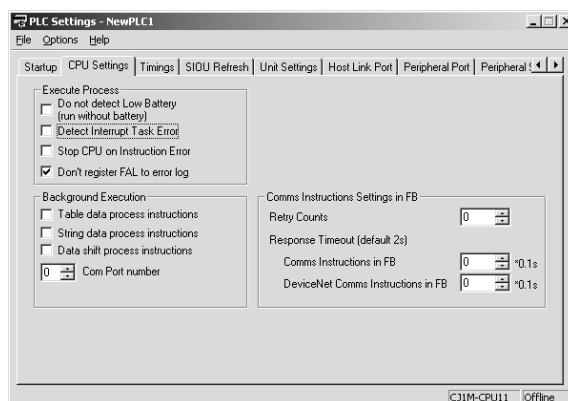 PLC Settings - NewPLC1
File Options Help
Startup CPU Settings Timings SIOU Refresh Unit Settings Host Link Port Peripheral Port Peripheral
Execute Process
Do not detect Low Battery
(run without battery)
Detect Interrupt Task Error
Stop CPU on Instruction Error
Don't register FAL to error log
Background Execution
Table data process instructions
String data process instructions
Data shift process instructions
0 Com Port number
Comms Instructions Settings in FB
Retry Counts 0
Response Timeout (default 2s)
Comms Instructions in FB 0 *0.1s
DeviceNet Comms Instructions in FB 0 *0.1s
CJ1M-CPU11 Offline